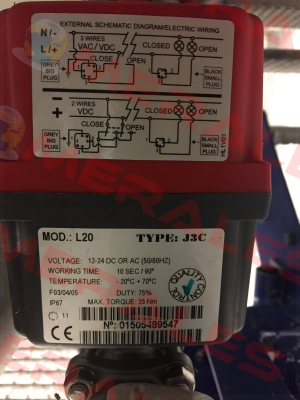 EXTERNAL SCHEMATIC DIAGRAM/ELECTRIC WIRING
N / -
L / +
3 WIRES
VAC / VDC
CLOSED
OPEN
CLOSE
OPEN
GREY
BIG
PLUG
BLACK
SMALL
PLUG
-
+
2 WIRES
VDC
CLOSED
OPEN
CLOSE
OPEN
GREY
BIG
PLUG
BLACK
SMALL
PLUG
MOD.: L20 TYPE: J3C
VOLTAGE: 12-24 DC OR AC (50/60HZ)
WORKING TIME: 10 SEC / 90°
TEMPERATURE: - 20°C + 70°C
F03/04/05 DUTY: 75%
IP67 MAX. TORQUE: 25 Nm
11
Nº: 01505489547
QUALITY
CONTROL